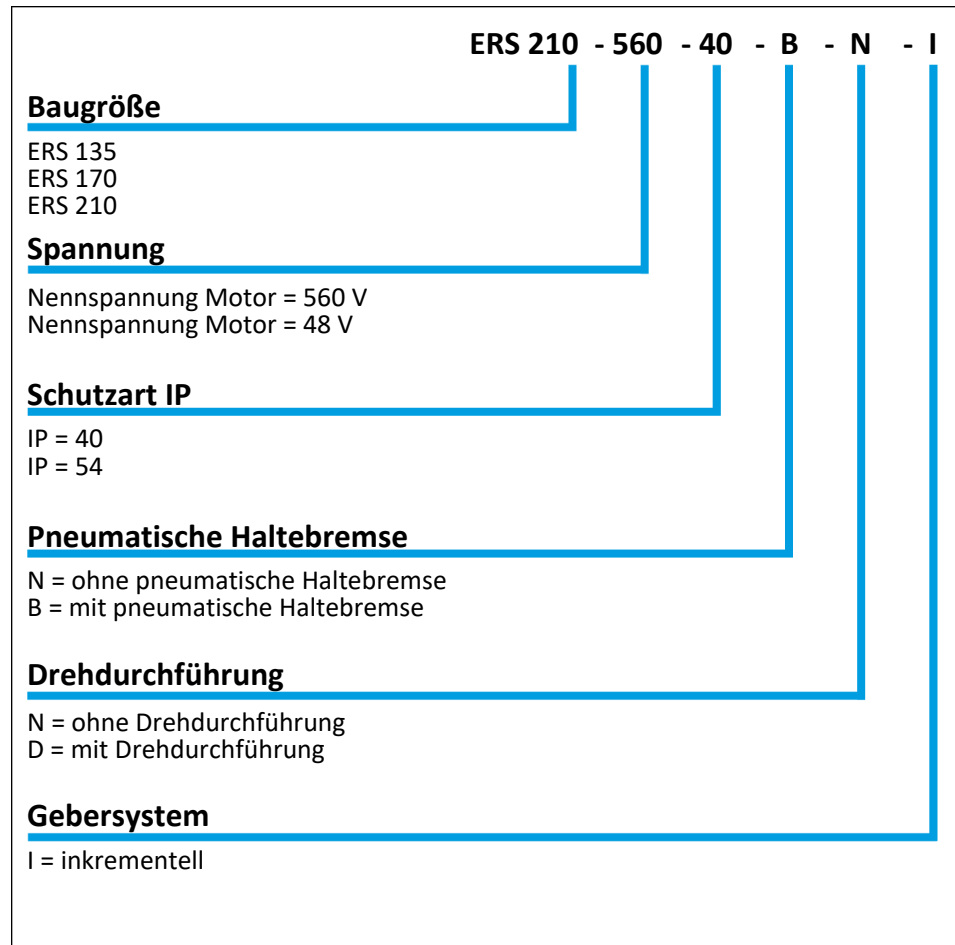 ERS 210 - 560 - 40 - B - N - I
Baugröße
ERS 135
ERS 170
ERS 210
Spannung
Nennspannung Motor = 560 V
Nennspannung Motor = 48 V
Schutzart IP
IP = 40
IP = 54
Pneumatische Haltebremse
N = ohne pneumatische Haltebremse
B = mit pneumatische Haltebremse
Drehdurchführung
N = ohne Drehdurchführung
D = mit Drehdurchführung
Gebersystem
I = inkrementell